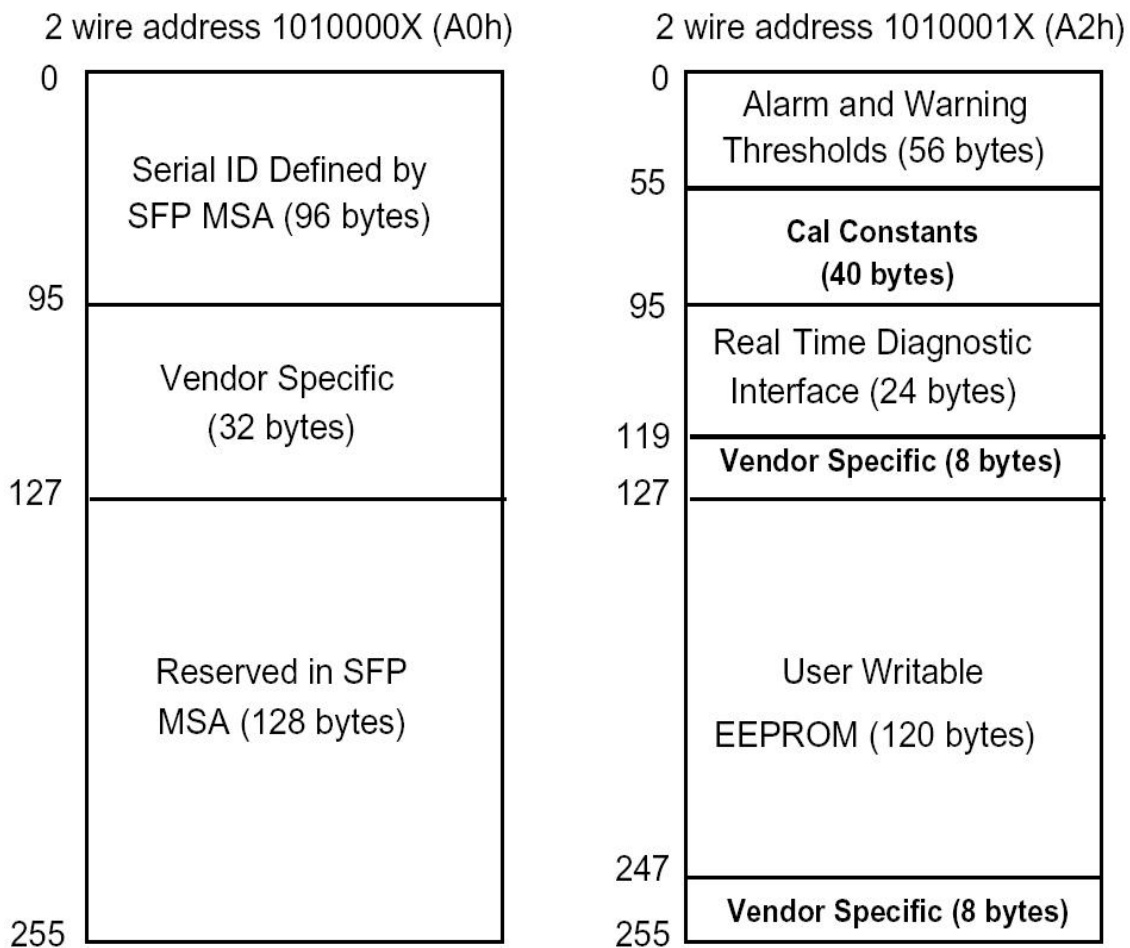 2 wire address 1010000X (A0h)
0
Serial ID Defined by
SFP MSA (96 bytes)
95
Vendor Specific
(32 bytes)
127
Reserved in SFP
MSA (128 bytes)
255
2 wire address 1010001X (A2h)
0
Alarm and Warning
Thresholds (56 bytes)
55
Cal Constants
(40 bytes)
95
Real Time Diagnostic
Interface (24 bytes)
119
Vendor Specific (8 bytes)
127
User Writable
EEPROM (120 bytes)
247
Vendor Specific (8 bytes)
255